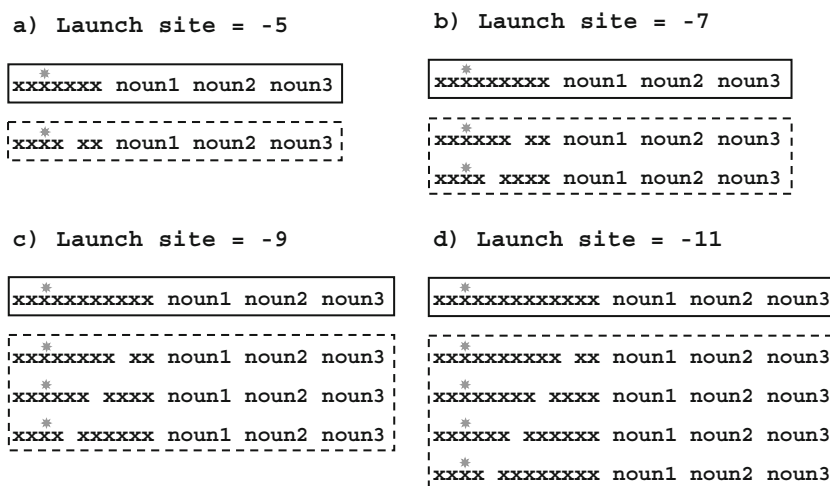 a) Launch site = -5
xxxxxxx noun1 noun2 noun3
xxxx xx noun1 noun2 noun3
b) Launch site = -7
xxxxxxxxx noun1 noun2 noun3
xxxxxx xx noun1 noun2 noun3
xxxx xxxx noun1 noun2 noun3
c) Launch site = -9
xxxxxxxxxxx noun1 noun2 noun3
xxxxxxxx xx noun1 noun2 noun3
xxxxxx xxxx noun1 noun2 noun3
xxxx xxxxxx noun1 noun2 noun3
d) Launch site = -11
xxxxxxxxxxxxx noun1 noun2 noun3
xxxxxxxxxx xx noun1 noun2 noun3
xxxxxxxx xxxx noun1 noun2 noun3
xxxxxx xxxxxx noun1 noun2 noun3
xxxx xxxxxxxx noun1 noun2 noun3